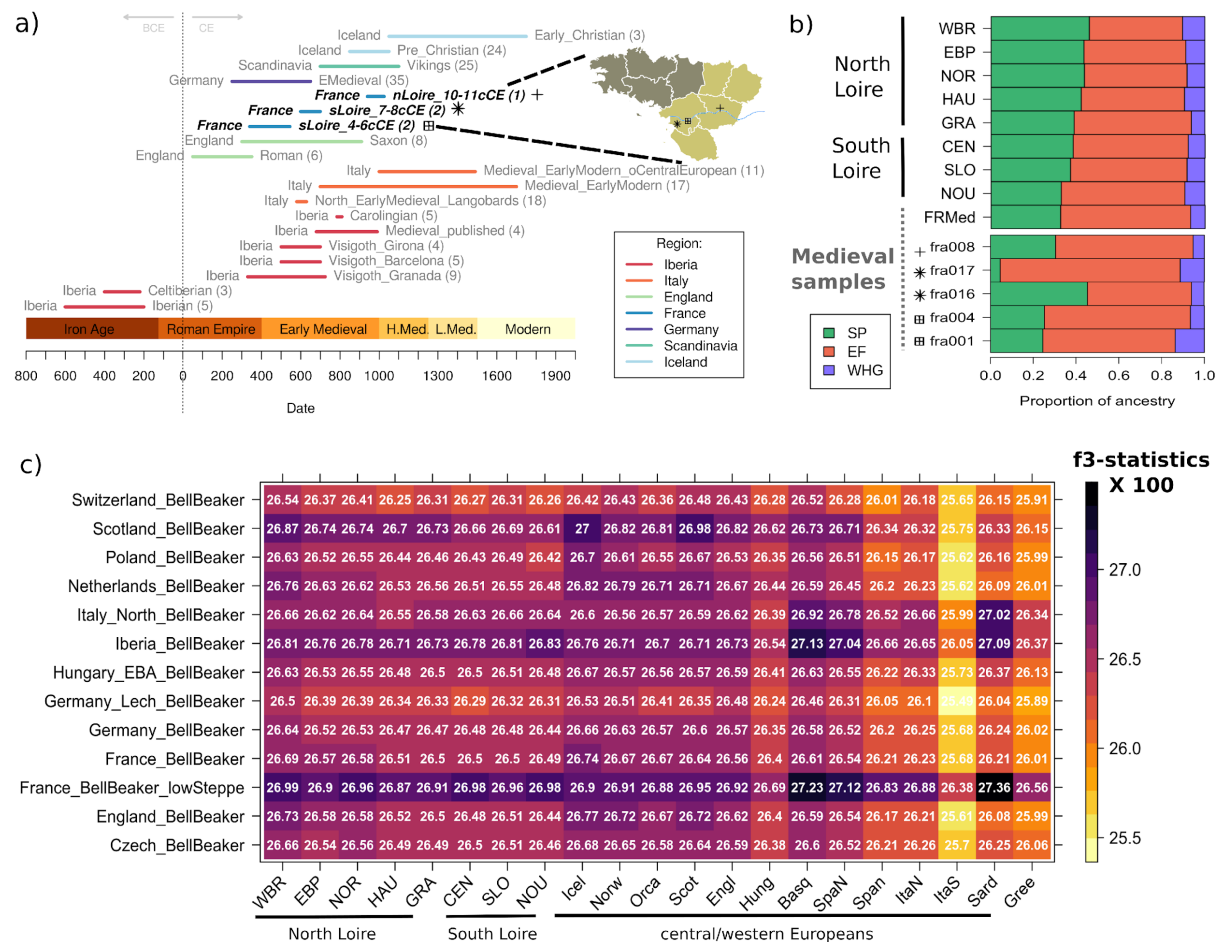 a)
BCE CE
Iceland Early_Christian (3)
Iceland Pre_Christian (24)
Scandinavia Vikings (25)
Germany EMedieval (35)
France nLoire_10-11cCE (1)
France sLoire_7-8cCE (2)
France sLoire_4-6cCE (2)
England Saxon (8)
England Roman (6)
Italy Medieval_EarlyModern_oCentralEuropean (11)
Italy Medieval_EarlyModern (17)
Italy North_EarlyMedieval_Langobards (18)
Iberia Carolingian (5)
Iberia Medieval_published (4)
Iberia Visigoth_Girona (4)
Iberia Visigoth_Barcelona (5)
Iberia Visigoth_Granada (9)
Iberia Celtiberian (3)
Iberia Iberian (5)
Iron Age Roman Empire Early Medieval H.Med. L.Med. Modern
800 600 400 200 0 200 400 600 800 1000 1300 1600 1900
Date
Region:
Iberia
Italy
England
France
Germany
Scandinavia
Iceland
b)
North
Loire
South
Loire
Medieval
samples
WBR
EBP
NOR
HAU
GRA
CEN
SLO
NOU
FRMed
fra008
fra017
fra016
fra004
fra001
SP
EF
WHG
0.0 0.2 0.4 0.6 0.8 1.0
Proportion of ancestry
c)
f3-statistics
X 100
Switzerland_BellBeaker 26.54 26.37 26.41 26.25 26.31 26.27 26.31 26.26 26.42 26.43 26.36 26.48 26.43 26.28 26.52 26.28 26.01 26.18 25.65 26.15 25.91
Scotland_BellBeaker 26.87 26.74 26.74 26.7 26.73 26.66 26.69 26.61 27 26.82 26.81 26.98 26.82 26.62 26.73 26.71 26.34 26.32 25.75 26.33 26.15
Poland_BellBeaker 26.63 26.52 26.55 26.44 26.46 26.43 26.49 26.42 26.7 26.61 26.55 26.67 26.53 26.35 26.56 26.51 26.15 26.17 25.62 26.16 25.99
Netherlands_BellBeaker 26.76 26.63 26.62 26.53 26.56 26.51 26.55 26.48 26.82 26.79 26.71 26.71 26.67 26.44 26.59 26.45 26.2 26.23 25.62 26.09 26.01
Italy_North_BellBeaker 26.66 26.62 26.64 26.55 26.58 26.63 26.66 26.64 26.6 26.56 26.57 26.59 26.62 26.39 26.92 26.78 26.52 26.66 25.99 27.02 26.34
Iberia_BellBeaker 26.81 26.76 26.78 26.71 26.73 26.78 26.81 26.83 26.76 26.71 26.7 26.71 26.73 26.54 27.13 27.04 26.66 26.65 26.05 27.09 26.37
Hungary_EBA_BellBeaker 26.63 26.53 26.55 26.48 26.5 26.5 26.51 26.48 26.67 26.57 26.56 26.57 26.59 26.41 26.63 26.55 26.22 26.33 25.73 26.37 26.13
Germany_Lech_BellBeaker 26.5 26.39 26.39 26.34 26.33 26.29 26.32 26.31 26.53 26.51 26.41 26.35 26.48 26.24 26.46 26.31 26.05 26.1 26.04 25.89
Germany_BellBeaker 26.64 26.52 26.53 26.47 26.47 26.48 26.48 26.44 26.66 26.63 26.57 26.6 26.57 26.35 26.58 26.52 26.2 26.25 25.68 26.24 26.02
France_BellBeaker 26.69 26.57 26.58 26.51 26.5 26.5 26.5 26.49 26.74 26.67 26.67 26.64 26.56 26.4 26.61 26.54 26.21 26.23 25.68 26.21 26.01
France_BellBeaker_lowSteppe 26.99 26.9 26.96 26.87 26.91 26.98 26.96 26.98 26.9 26.91 26.88 26.95 26.92 26.69 27.23 27.12 26.83 26.88 26.38 27.36 26.56
England_BellBeaker 26.73 26.58 26.58 26.52 26.5 26.48 26.51 26.44 26.77 26.72 26.67 26.72 26.62 26.4 26.59 26.54 26.17 26.21 25.61 26.08 25.99
Czech_BellBeaker 26.66 26.54 26.56 26.49 26.49 26.5 26.51 26.46 26.68 26.65 26.58 26.64 26.59 26.38 26.6 26.52 26.21 26.26 25.7 26.25 26.06
27.0
26.5
26.0
25.5
WBR EBP NOR HAU GRA CEN SLO NOU Icel Norw Orca Scot Engl Hung Basq SpaN Span ItaN ItaS Sard Gree
North Loire South Loire central/western Europeans